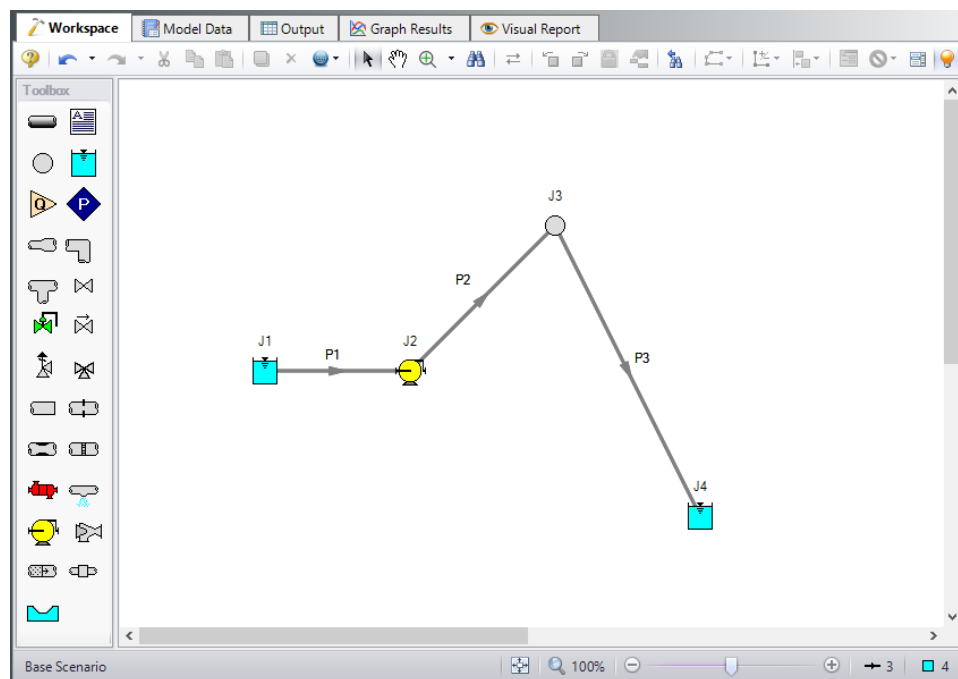 Workspace
Model Data
Output
Graph Results
Visual Report
Toolbox
A
Q
P
J3
P2
J1
J2
P1
P3
J4
Base Scenario
100%
3
4